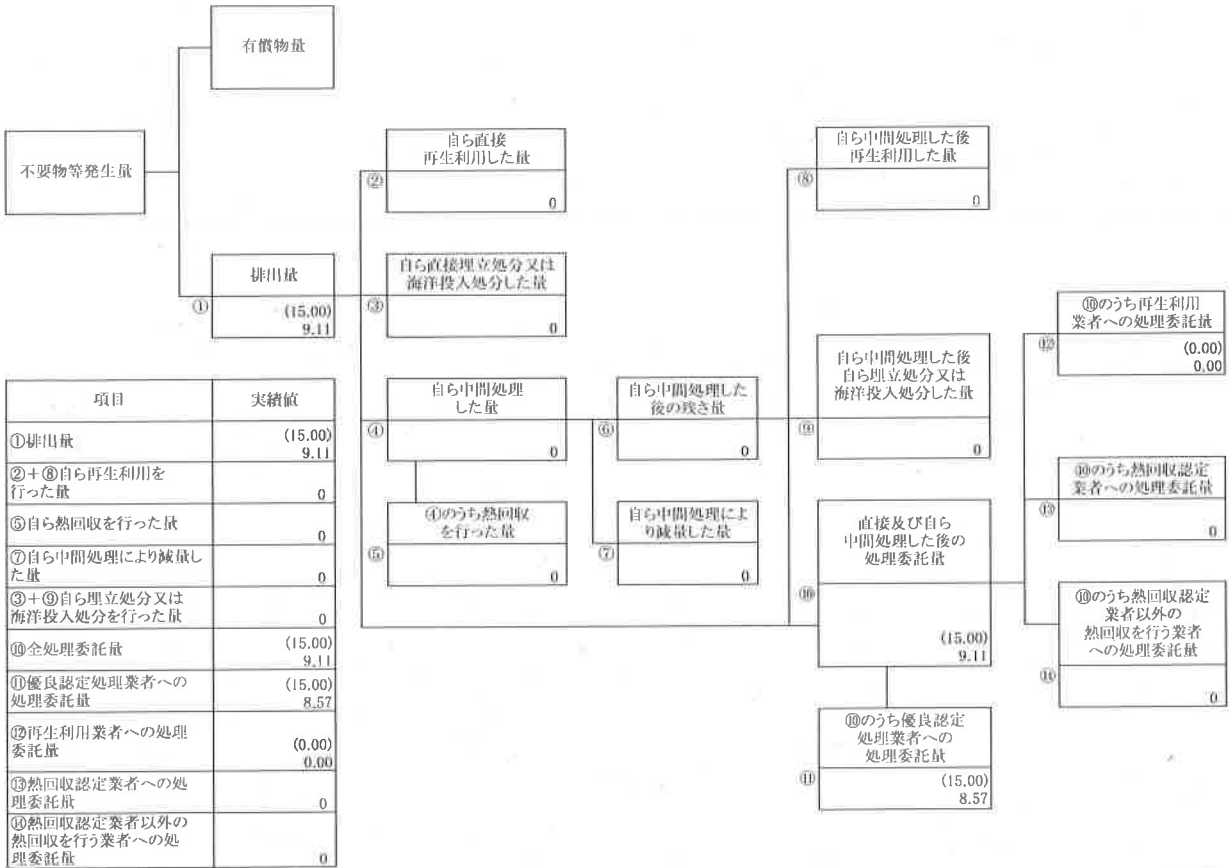 有償物量
不要物等発生量
排出量
①
(15.00)
9.11
自ら直接
再生利用した量
②
0
自ら直接埋立処分又は
海洋投入処分した量
③
0
自ら中間処理
した量
④
0
④のうち熱回収
を行った量
⑤
0
自ら中間処理した
後の残さ量
⑥
0
自ら中間処理によ
り減量した量
⑦
0
自ら中間処理した後
再生利用した量
⑧
0
自ら中間処理した後
自ら埋立処分又は
海洋投入処分した量
⑨
0
直接及び自ら
中間処理した後の
処理委託量
⑩
(15.00)
9.11
⑩のうち優良認定
処理業者への
処理委託量
⑪
(15.00)
8.57
⑩のうち再生利用
業者への処理委託量
⑫
(0.00)
0.00
⑩のうち熱回収認定
業者への処理委託量
⑬
0
⑩のうち熱回収認定
業者以外の
熱回収を行う業者
への処理委託量
⑭
0
項目 実績値
①排出量 (15.00)
9.11
②+⑧自ら再生利用を
行った量 0
⑤自ら熱回収を行った量 0
⑦自ら中間処理により減量し
た量 0
③+⑨自ら埋立処分又は
海洋投入処分を行った量 0
⑩全処理委託量 (15.00)
9.11
⑪優良認定処理業者への (15.00)
処理委託量 8.57
⑫再生利用業者への処理
委託量 (0.00)
0.00
⑬熱回収認定業者への処
理委託量 0
⑭熱回収認定業者以外の
熱回収を行う業者への処
理委託量 0